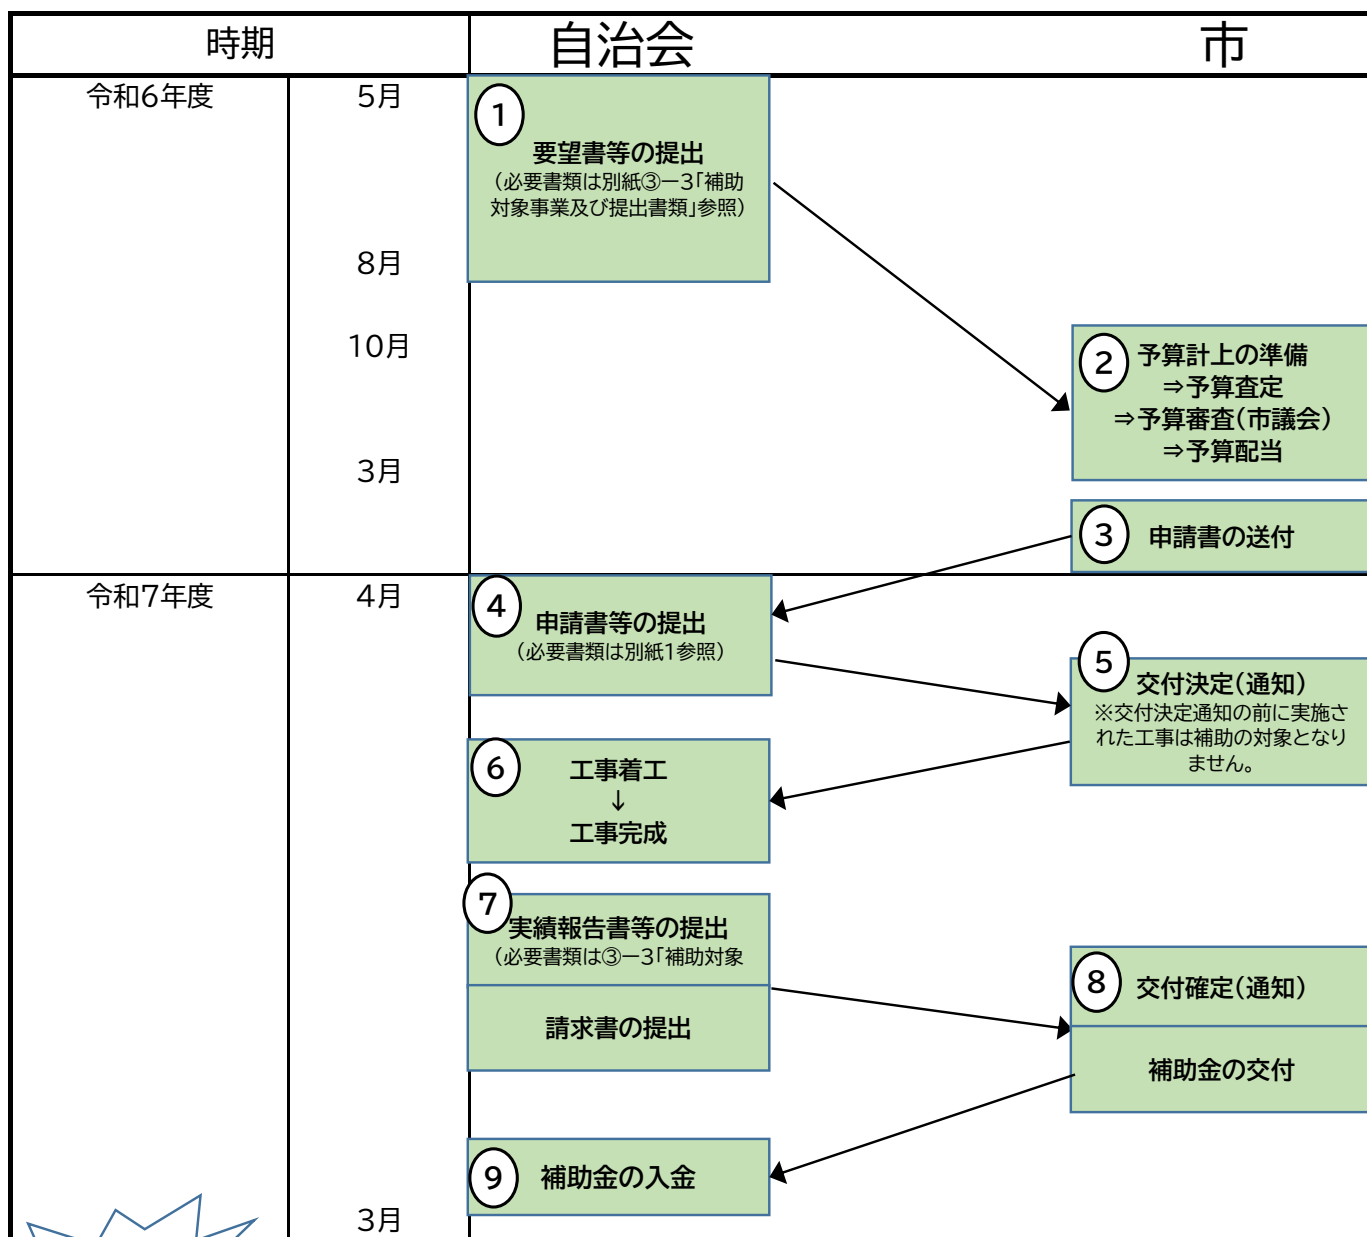 時期
自治会
市
令和6年度
5月
①
要望書等の提出
（必要書類は別紙③ー3「補助
対象事業及び提出書類」参照）
8月
10月
②
予算計上の準備
⇒予算査定
⇒予算審査（市議会）
⇒予算配当
3月
③
申請書の送付
令和7年度
4月
④
申請書等の提出
（必要書類は別紙1参照）
⑤
交付決定（通知）
※交付決定通知の前に実施さ
れた工事は補助の対象となり
ません。
⑥
工事着工
↓
工事完成
⑦
実績報告書等の提出
（必要書類は③ー3「補助対象
請求書の提出
⑧
交付確定（通知）
補助金の交付
⑨
補助金の入金
3月